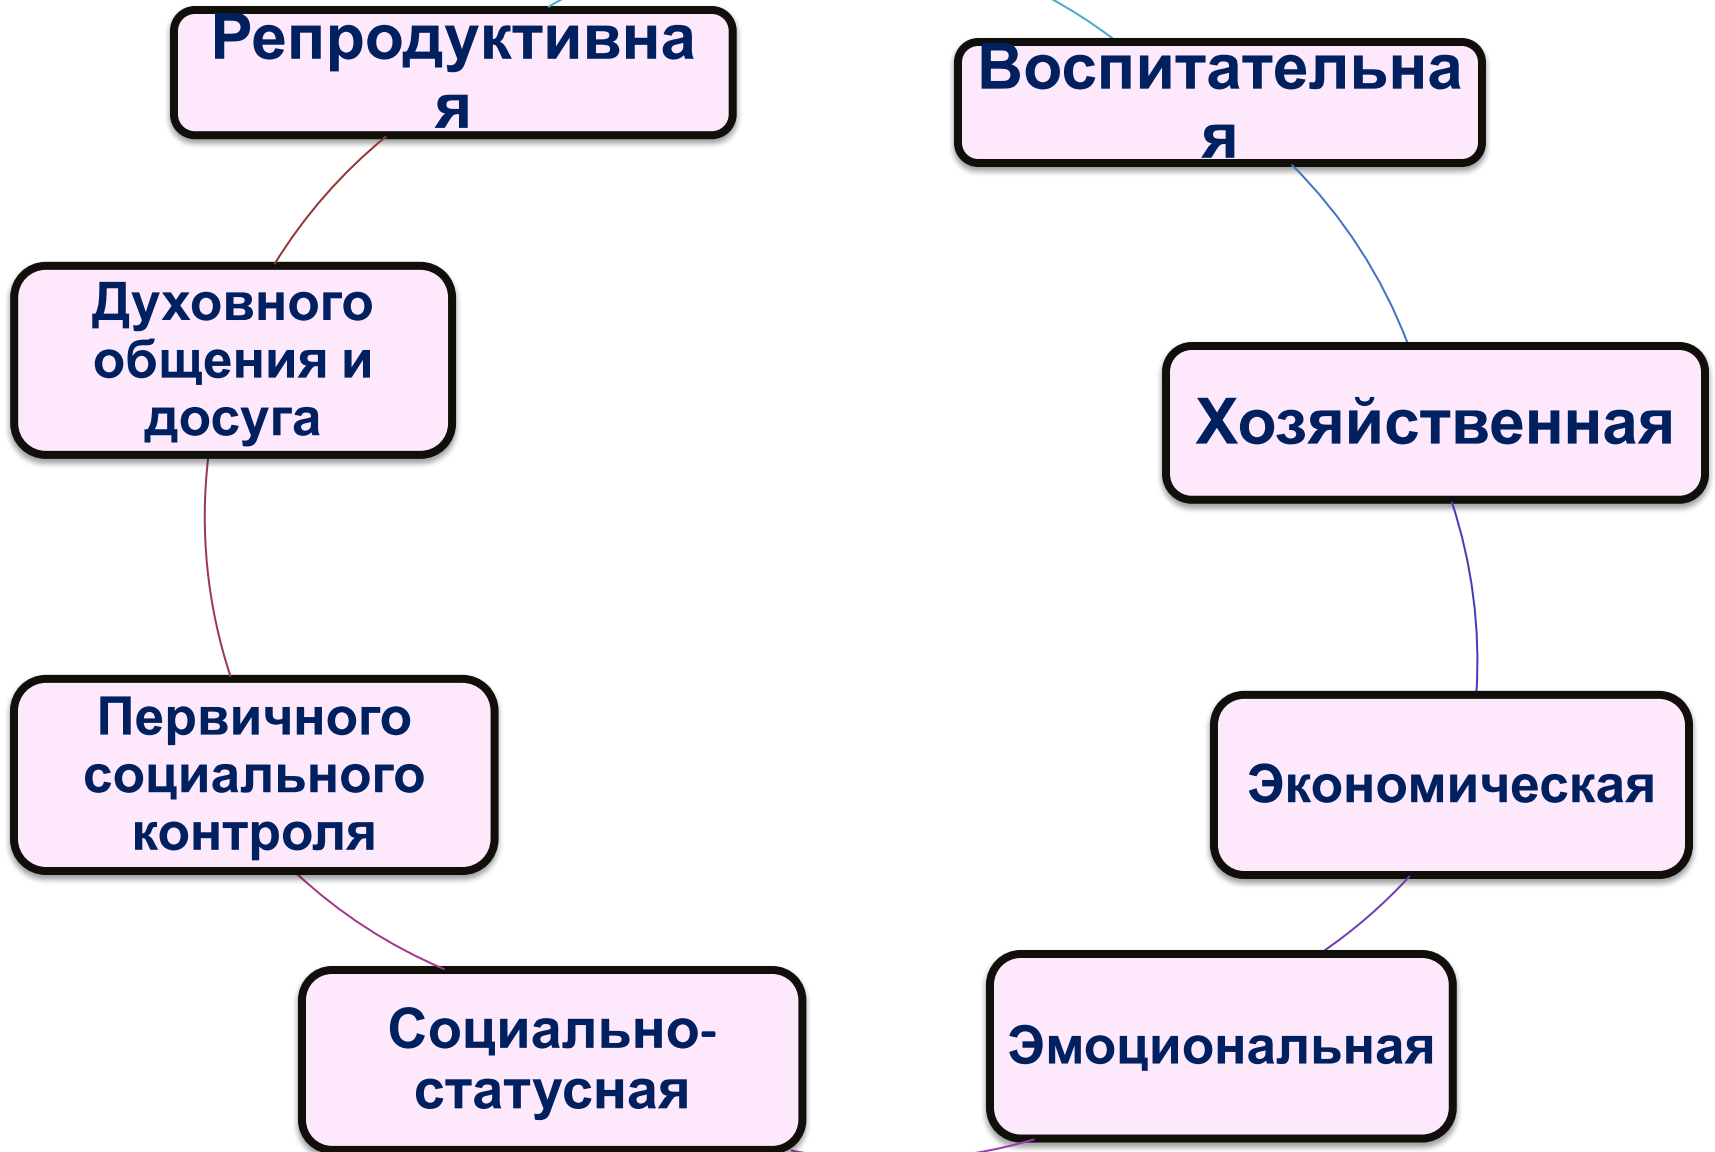 Репродуктивна
я
Воспитательна
я
Духовного
общения и
досуга
Хозяйственная
Первичного
социального
контроля
Экономическая
Социально-
статусная
Эмоциональная